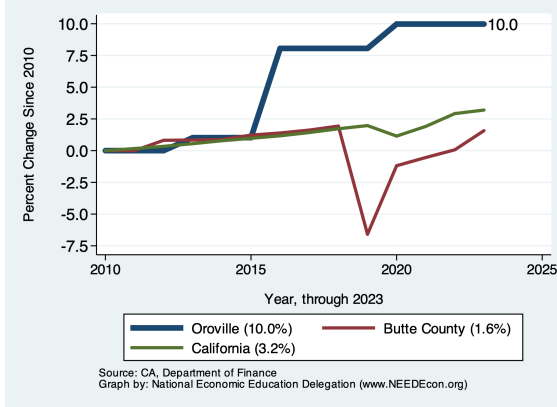 10.0
7.5
5.0
2.5
0.0
-2.5
-5.0
-7.5
Percent Change Since 2010
10.0
2010 2015 2020 2025
Year, through 2023
Oroville (10.0%) Butte County (1.6%)
California (3.2%)
Source: CA, Department of Finance
Graph by: National Economic Education Delegation (www.NEEDEcon.org)